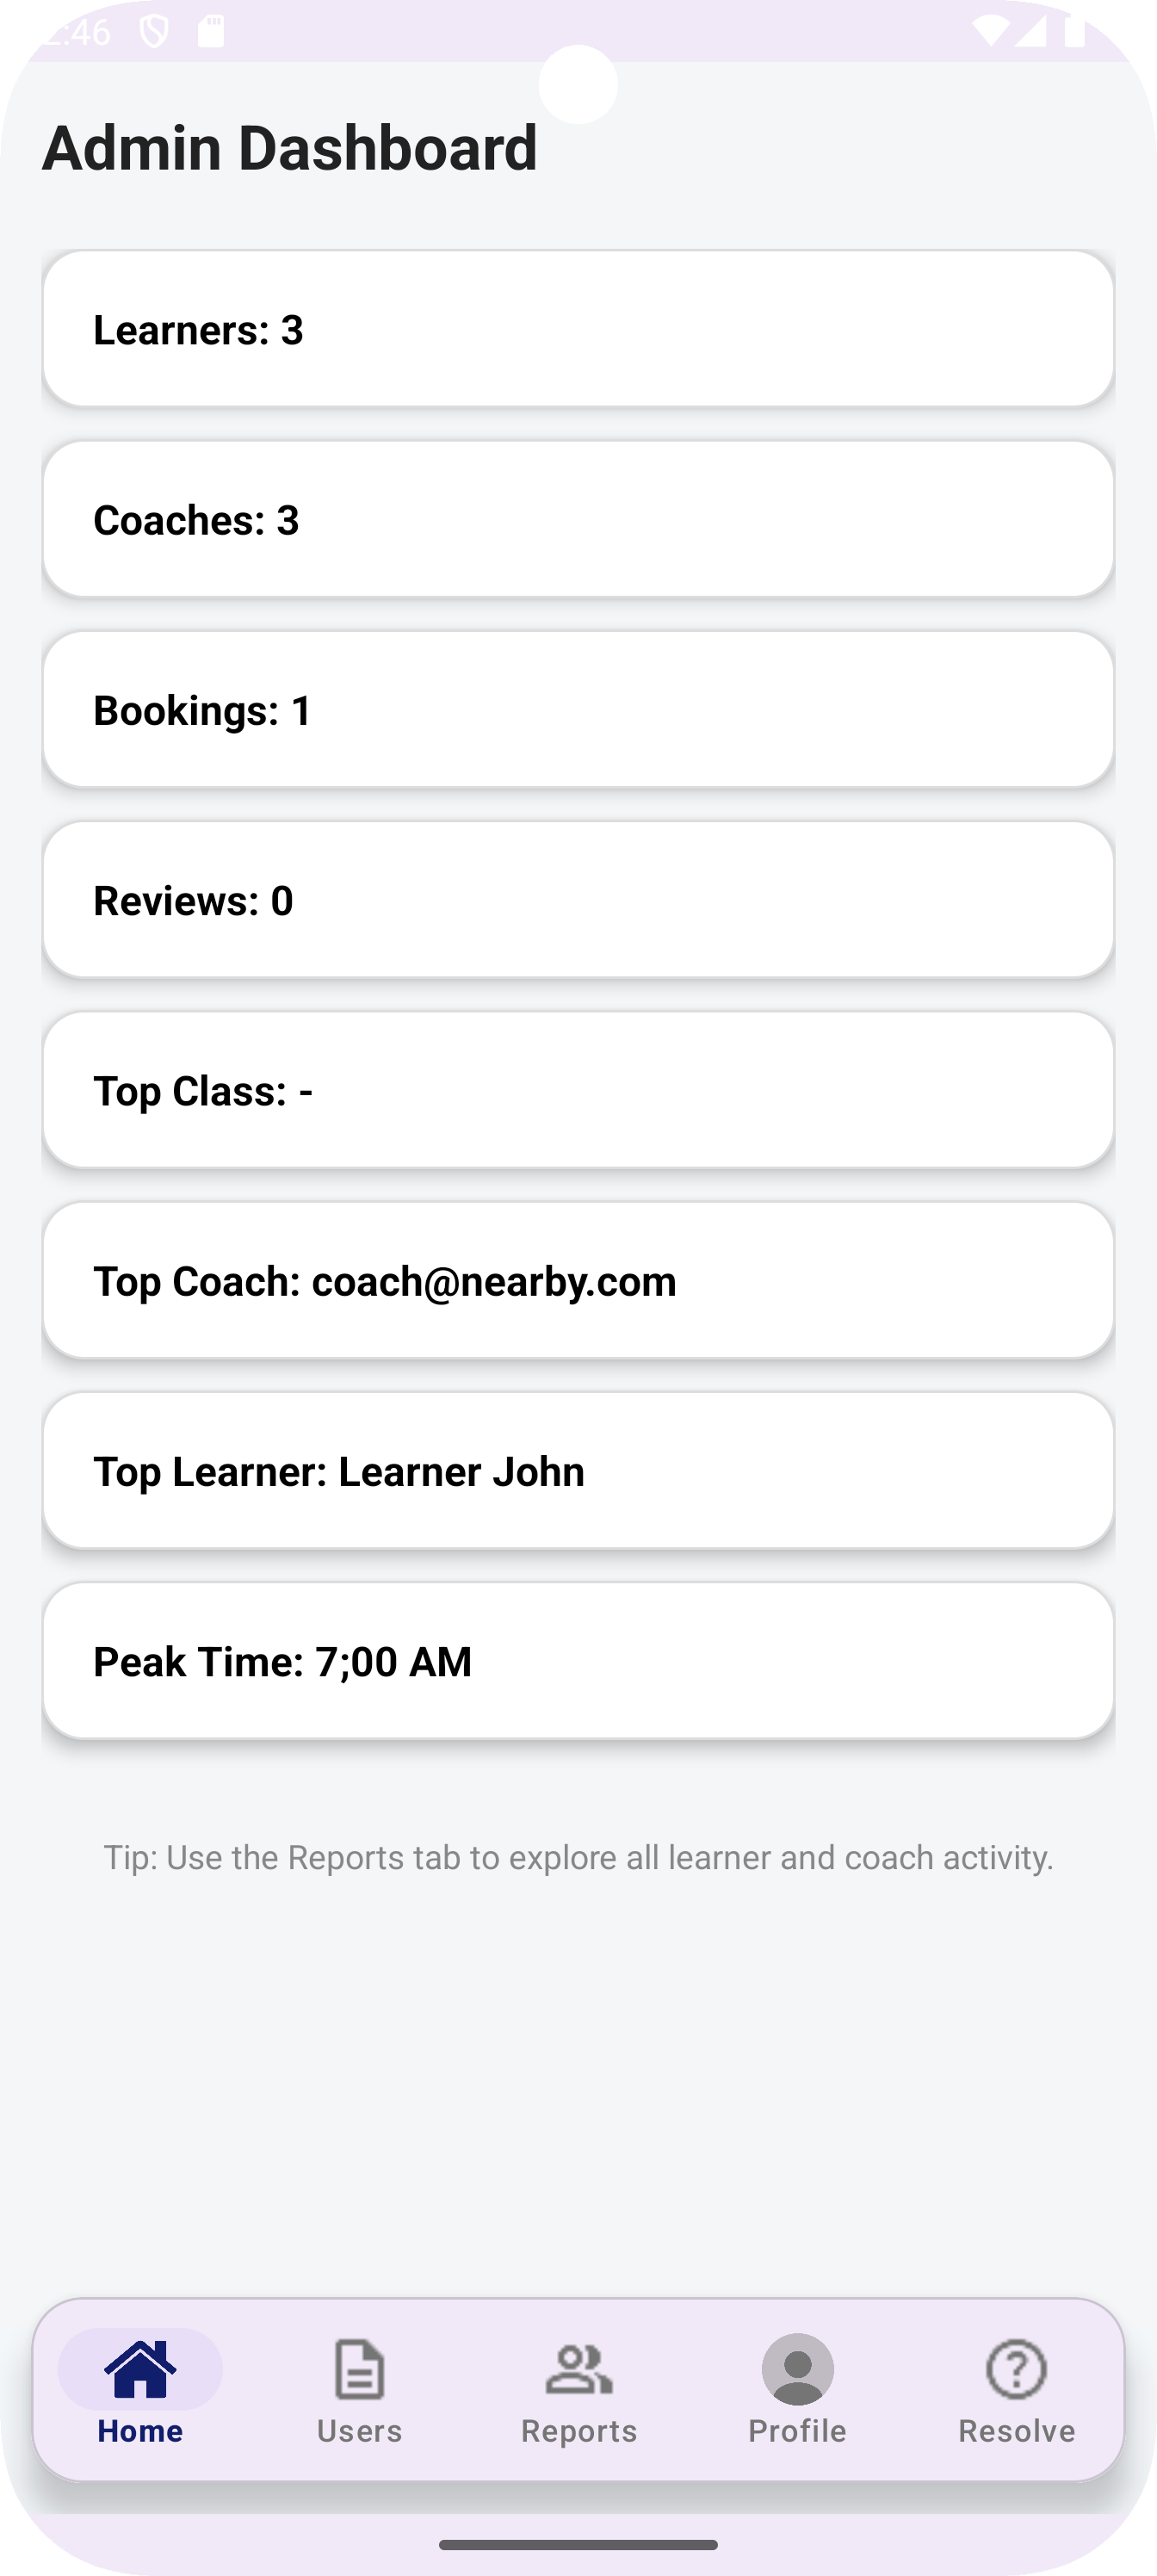 :46
Admin Dashboard
Learners: 3
Coaches: 3
Bookings: 1
Reviews: 0
Top Class: -
Top Coach: coach@nearby.com
Top Learner: Learner John
Peak Time: 7;00 AM
Tip: Use the Reports tab to explore all learner and coach activity.
Home Users Reports Profile Resolve